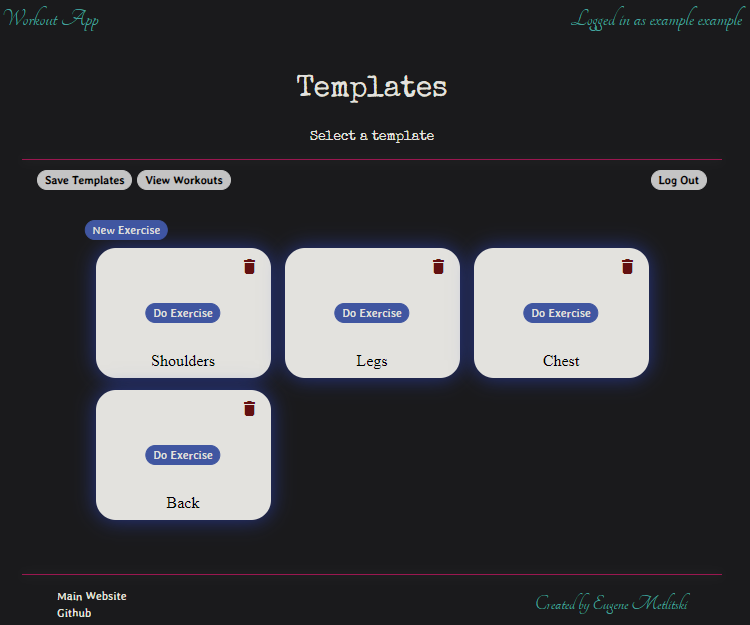 Workout App
Logged in as example example
Templates
Select a template
Save Templates
View Workouts
Log Out
New Exercise
Do Exercise
Do Exercise
Do Exercise
Shoulders
Legs
Chest
Do Exercise
Back
Main Website
Github
Created by Eugene Metlitski